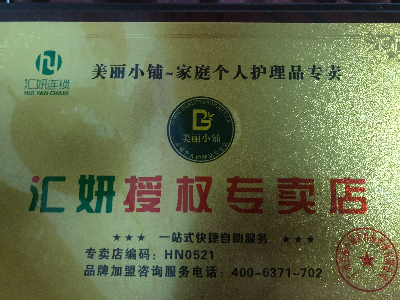 汇妍连锁
HUI YAN CHAIN
美丽小铺~家庭个人护理品专卖
美丽小铺
汇妍授权专卖店
★★★ 一站式快捷自助服务 ★★★
专卖店编码:HN0521
品牌加盟咨询服务电话:400-6371-702